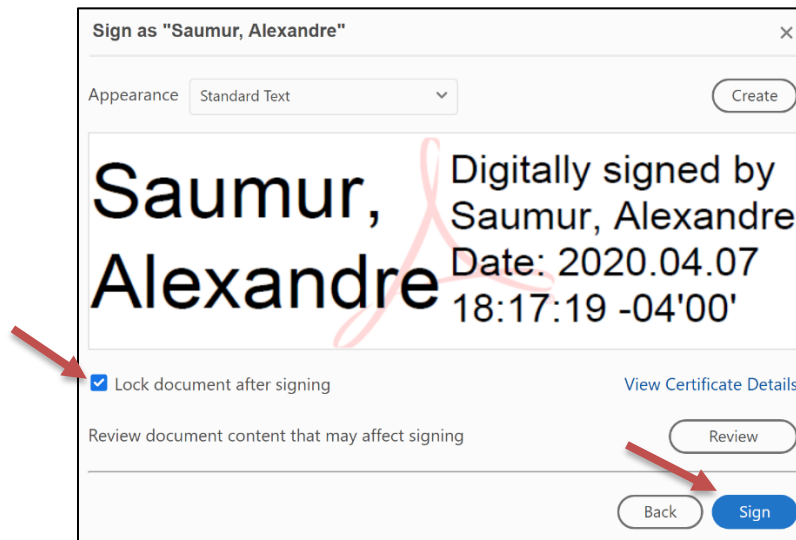 Sign as "Saumur, Alexandre"
Appearance Standard Text Create
Saumur,
Alexandre
Digitally signed by
Saumur, Alexandre
Date: 2020.04.07
18:17:19 -04'00'
Lock document after signing View Certificate Details
Review document content that may affect signing Review
Back Sign